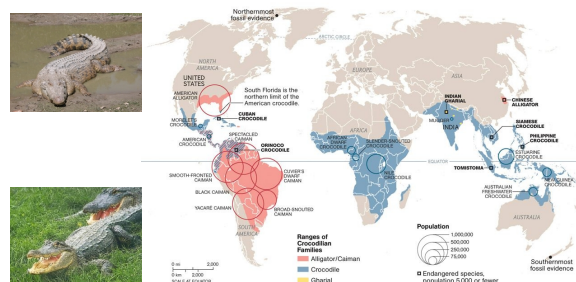 Northernmost
fossil evidence
ARCTIC CIRCLE
NORTH
AMERICA
EUROPE
ASIA
UNITED
STATES
AMERICAN
ALLIGATOR
South Florida is the
northern limit of the
American crocodile.
CUBAN
CROCODILE
MORELET'S
CROCODILE
AMERICAN
CROCODILE
SPECTACLED
CAIMAN
ORINOCO
CROCODILE
SMOOTH-FRONTED
CAIMAN
CUVIER'S
DWARF
CAIMAN
BLACK CAIMAN
YACARÉ CAIMAN
BROAD-SNOUTED
CAIMAN
SOUTH
AMERICA
AFRICA
AFRICAN
DWARF
CROCODILE
SLENDER-SNOUTED
CROCODILE
NILE
CROCODILE
INDIAN
GHARIAL
MUGGER
INDIA
CHINESE
ALLIGATOR
SIAMESE
CROCODILE
PHILIPPINE
CROCODILE
ESTUARINE
CROCODILE
EQUATOR
TOMISTOMA
NEW GUINEA
CROCODILE
AUSTRALIAN
FRESHWATER
CROCODILE
AUSTRALIA
Southernmost
fossil evidence
Ranges of
Crocodilian
Families
Alligator/Caiman
Crocodile
Gharial
Population
1,000,000
500,000
250,000
75,000
Endangered species,
population 5,000 or fewer
0 mi 2,000
0 km 2,000
SCALE AT EQUATOR